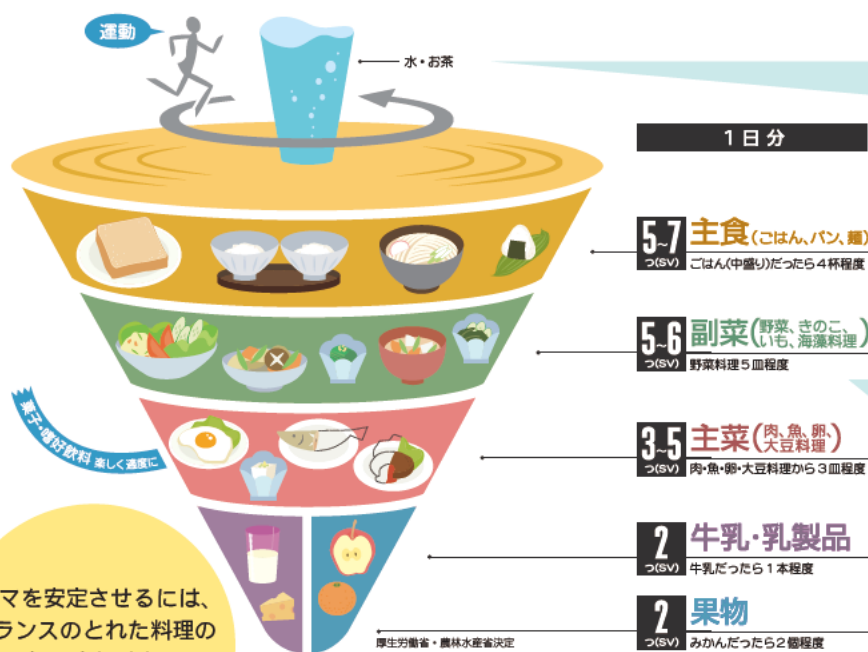 運動
水・お茶
1日分
5~7
つ(SV)
主食(ごはん、パン、麺)
ごはん(中盛り)だったら4杯程度
5~6
つ(SV)
副菜(野菜、きのこ、
いも、海藻料理)
野菜料理5皿程度
3~5
つ(SV)
主菜(肉、魚、卵、
大豆料理)
肉・魚・卵・大豆料理から3皿程度
菓子・嗜好飲料 楽しく適度に
2
つ(SV)
牛乳・乳製品
牛乳だったら1本程度
2
つ(SV)
果物
みかんだったら2個程度
マを安定させるには、
ランスのとれた料理の
厚生労働省・農林水産省決定